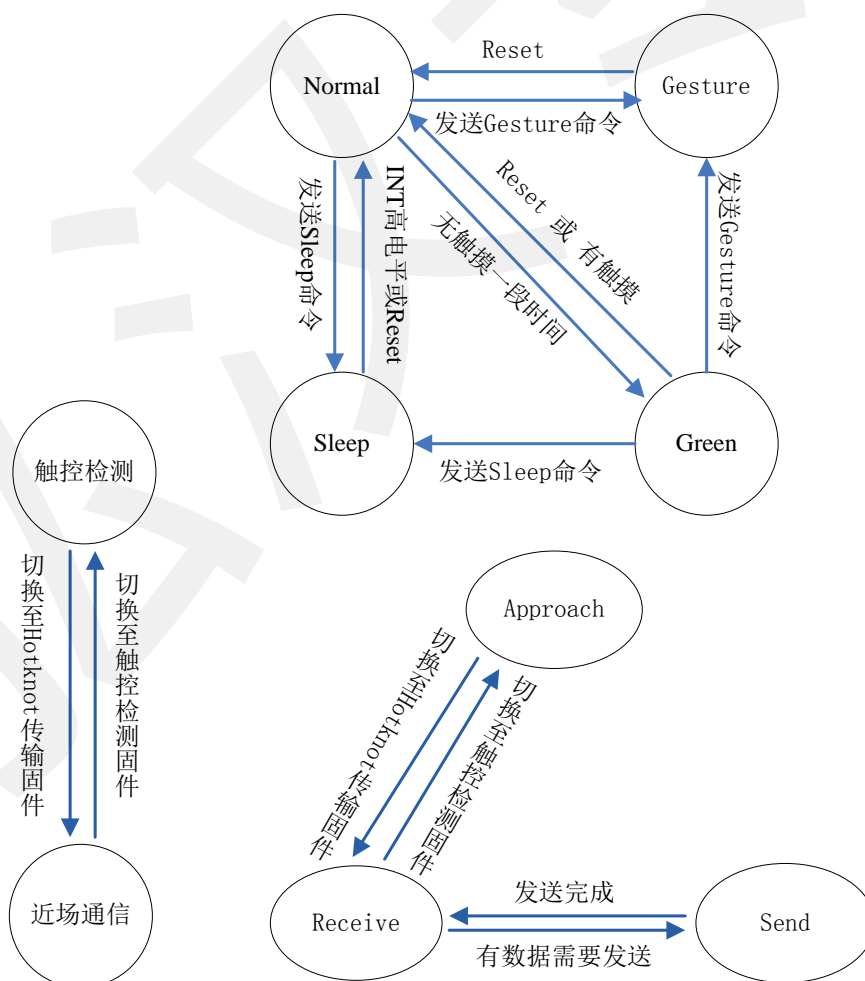 Reset
Normal
Gesture
发送Gesture命令
Reset 或 有触摸
无触摸一段时间
发送Sleep命令
INT高电平或Reset
发送Gesture命令
Sleep
Green
发送Sleep命令
触控检测
切换至Hotknot传输固件
切换至触控检测固件
近场通信
Approach
切换至Hotknot传输固件
切换至触控检测固件
Receive
发送完成
有数据需要发送
Send